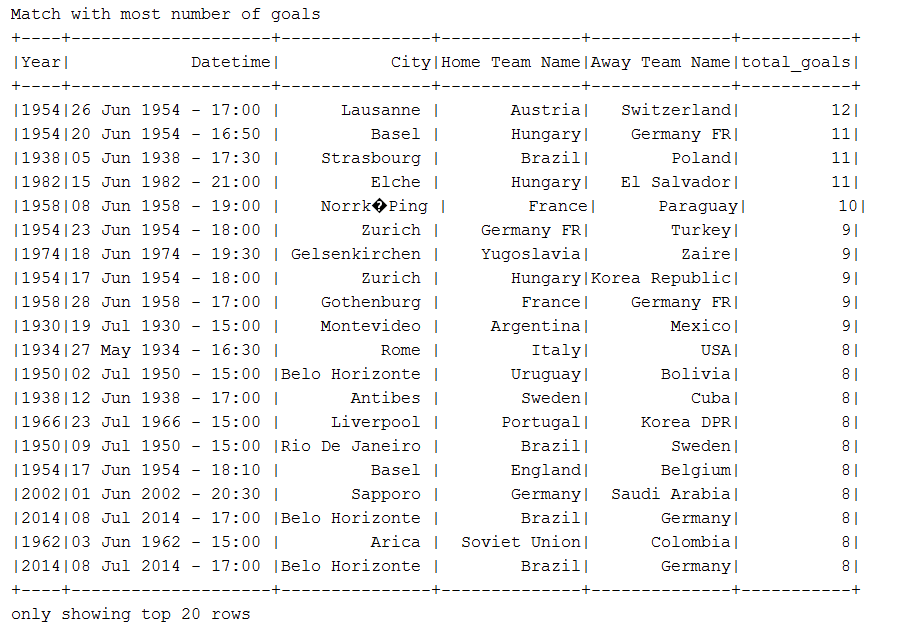 Match with most number of goals
+----+--------------------+---------------+--------------+--------------+-----------+
|Year|            Datetime|           City|Home Team Name|Away Team Name|total_goals|
+----+--------------------+---------------+--------------+--------------+-----------+
|1954|26 Jun 1954 - 17:00 |      Lausanne |       Austria|   Switzerland|         12|
|1954|20 Jun 1954 - 16:50 |         Basel |       Hungary|    Germany FR|         11|
|1938|05 Jun 1938 - 17:30 |    Strasbourg |        Brazil|        Poland|         11|
|1982|15 Jun 1982 - 21:00 |         Elche |       Hungary|   El Salvador|         11|
|1958|08 Jun 1958 - 19:00 |    Norrk�Ping |        France|      Paraguay|         10|
|1954|23 Jun 1954 - 18:00 |        Zurich |    Germany FR|        Turkey|          9|
|1974|18 Jun 1974 - 19:30 | Gelsenkirchen |    Yugoslavia|         Zaire|          9|
|1954|17 Jun 1954 - 18:00 |        Zurich |       Hungary|Korea Republic|          9|
|1958|28 Jun 1958 - 17:00 |    Gothenburg |        France|    Germany FR|          9|
|1930|19 Jul 1930 - 15:00 |    Montevideo |     Argentina|        Mexico|          9|
|1934|27 May 1934 - 16:30 |          Rome |         Italy|           USA|          8|
|1950|02 Jul 1950 - 15:00 |Belo Horizonte |       Uruguay|       Bolivia|          8|
|1938|12 Jun 1938 - 17:00 |       Antibes |        Sweden|          Cuba|          8|
|1966|23 Jul 1966 - 15:00 |     Liverpool |      Portugal|     Korea DPR|          8|
|1950|09 Jul 1950 - 15:00 |Rio De Janeiro |        Brazil|        Sweden|          8|
|1954|17 Jun 1954 - 18:10 |         Basel |       England|       Belgium|          8|
|2002|01 Jun 2002 - 20:30 |       Sapporo |       Germany|  Saudi Arabia|          8|
|2014|08 Jul 2014 - 17:00 |Belo Horizonte |        Brazil|       Germany|          8|
|1962|03 Jun 1962 - 15:00 |         Arica |  Soviet Union|      Colombia|          8|
|2014|08 Jul 2014 - 17:00 |Belo Horizonte |        Brazil|       Germany|          8|
+----+--------------------+---------------+--------------+--------------+-----------+
only showing top 20 rows